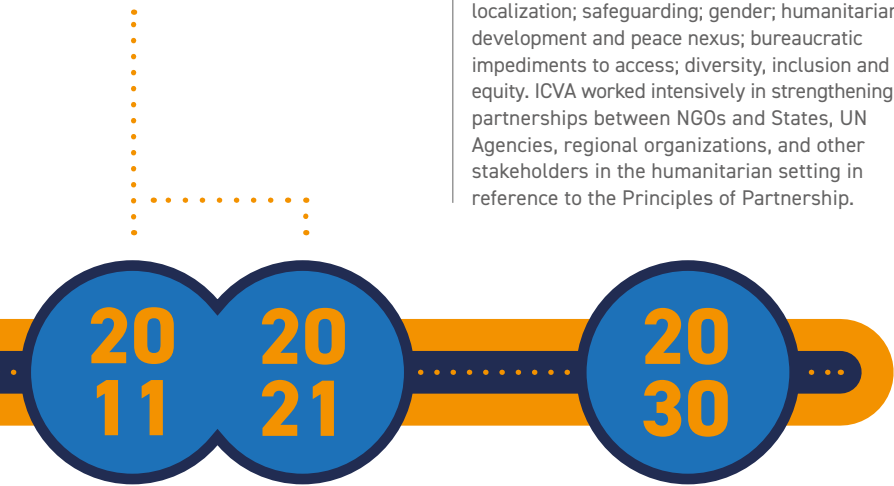 localization; safeguarding; gender; humanitarian
development and peace nexus; bureaucratic
impediments to access; diversity, inclusion and
equity. ICVA worked intensively in strengthening
partnerships between NGOs and States, UN
Agencies, regional organizations, and other
stakeholders in the humanitarian setting in
reference to the Principles of Partnership.
20
11
20
21
20
30